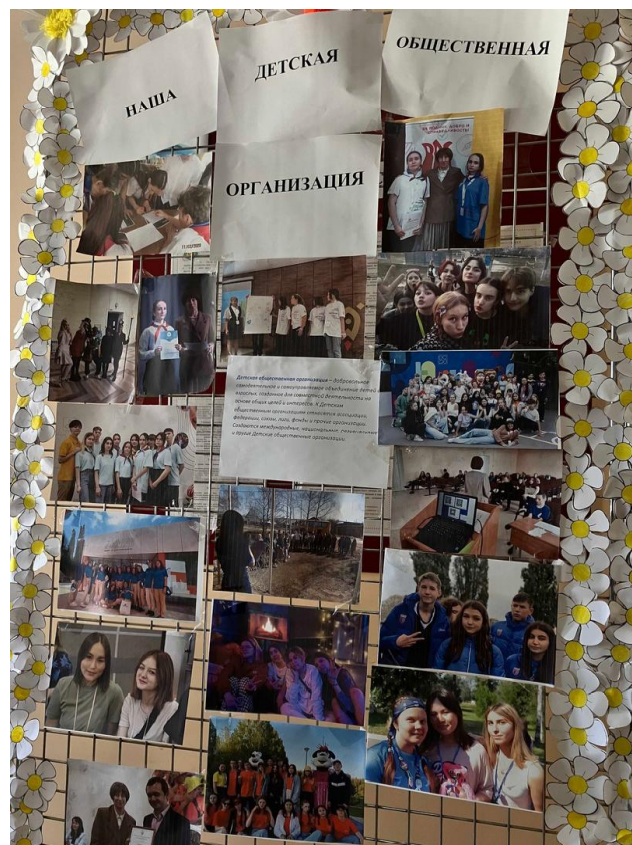 НАША
ДЕТСКАЯ
ОБЩЕСТВЕННАЯ
ОРГАНИЗАЦИЯ
Детская общественная организация – добровольное
самодеятельное и самоуправляемое объединение детей
взрослых, созданное для совместной деятельности на
основе общих целей и интересов. К Детским
общественным организациям относятся ассоциации,
федерации, союзы, лиги, фонды и прочие организации.
Создаются международные, национальные, региональные
и другие Детские общественные организации.